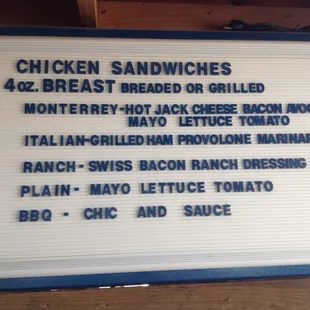 CHICKEN SANDWICHES
4oz. BREAST BREADED OR GRILLED
MONTERREY-HOT JACK CHEESE BACON
MAYO LETTUCE TOMATO
ITALIAN-GRILLED HAM PROVOLONE
RANCH- SWISS BACON RANCH DRESSING
PLAIN- MAYO LETTUCE TOMATO
BBQ - CHIC AND SAUCE